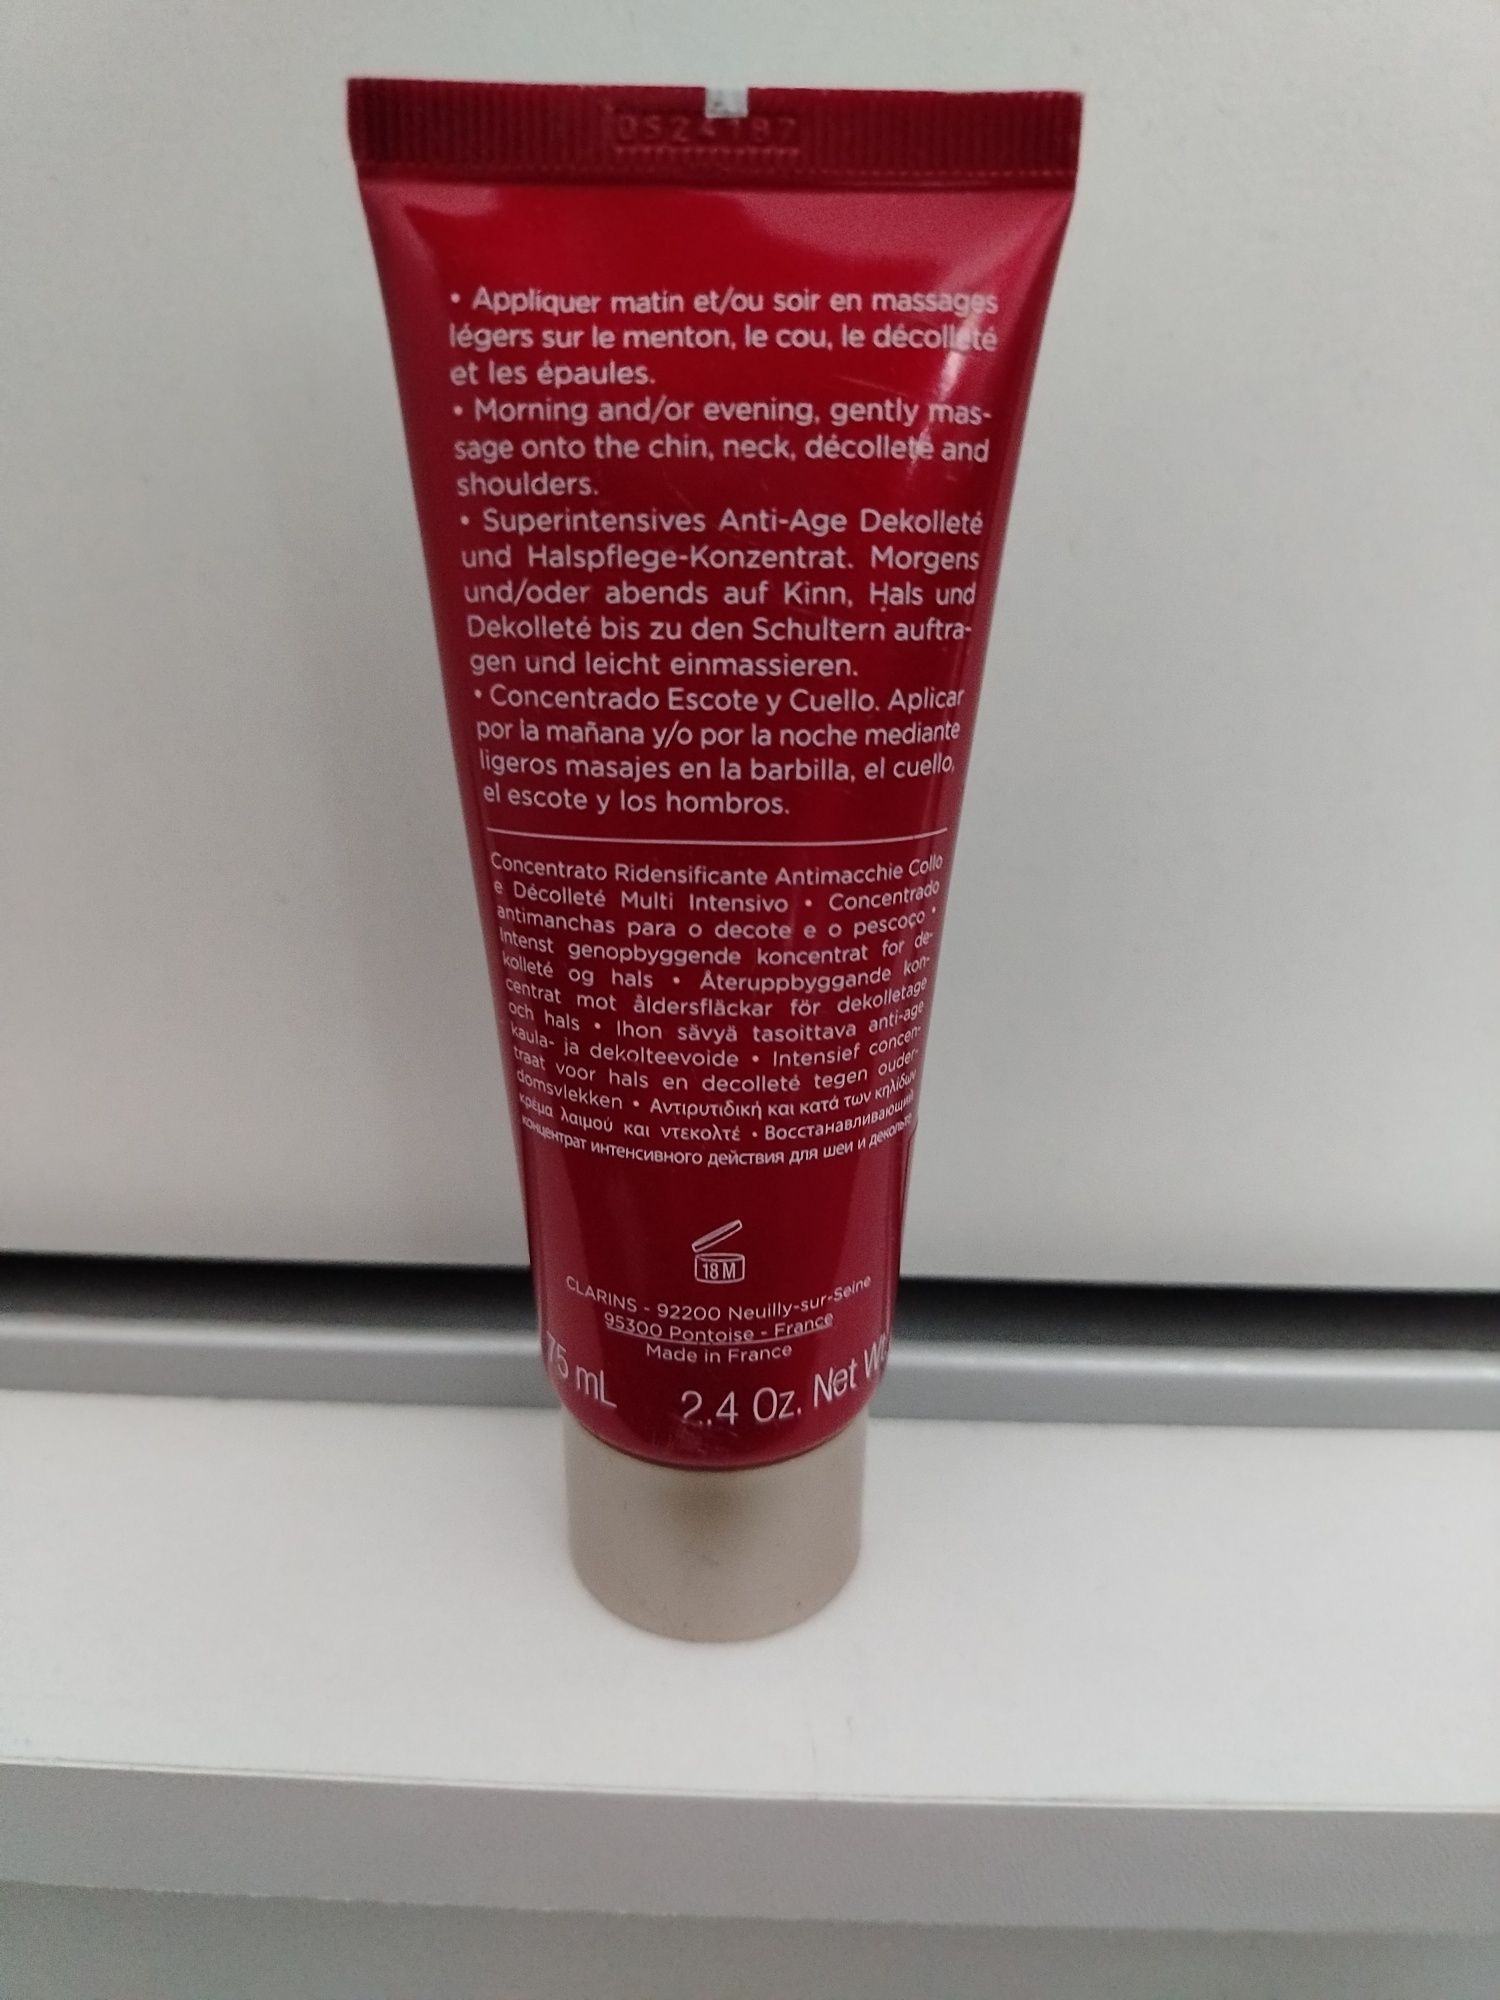 0524187
• Appliquer matin et/ou soir en massages
légers sur le menton, le cou, le décolleté
et les épaules.
• Morning and/or evening, gently mas-
sage onto the chin, neck, décolleté and
shoulders.
• Superintensives Anti-Age Dekolleté
und Halspflege-Konzentrat. Morgens
und/oder abends auf Kinn, Hals und
Dekolleté bis zu den Schultern auftra-
gen und leicht einmassieren.
• Concentrado Escote y Cuello. Aplicar
por la mañana y/o por la noche mediante
ligeros masajes en la barbilla, el cuello,
el escote y los hombros.
Concentrato Ridensificante Antimacchie Collo
e Décolleté Multi Intensivo • Concentrado
antimanchas para o decote e o pescoço •
Intenst genopbyggende koncentrat for de-
kolleté og hals • Återuppbyggande kon-
centrat mot åldersfläckar för dekolletage
och hals • Ihon sävyä tasoittava anti-age
kaula- ja dekolteevoide • Intensief concen-
traat voor hals en decolleté tegen ouder-
domsvlekken • Αντιρυτιδική και κατά των κηλίδων
κρέμα λαιμού και ντεκολτέ • Восстанавливающий
концентрат интенсивного действия для шеи и декольте
18 M
CLARINS - 92200 Neuilly-sur-Seine
95300 Pontoise - France
Made in France
75 mL 2.4 Oz. Net Wt.